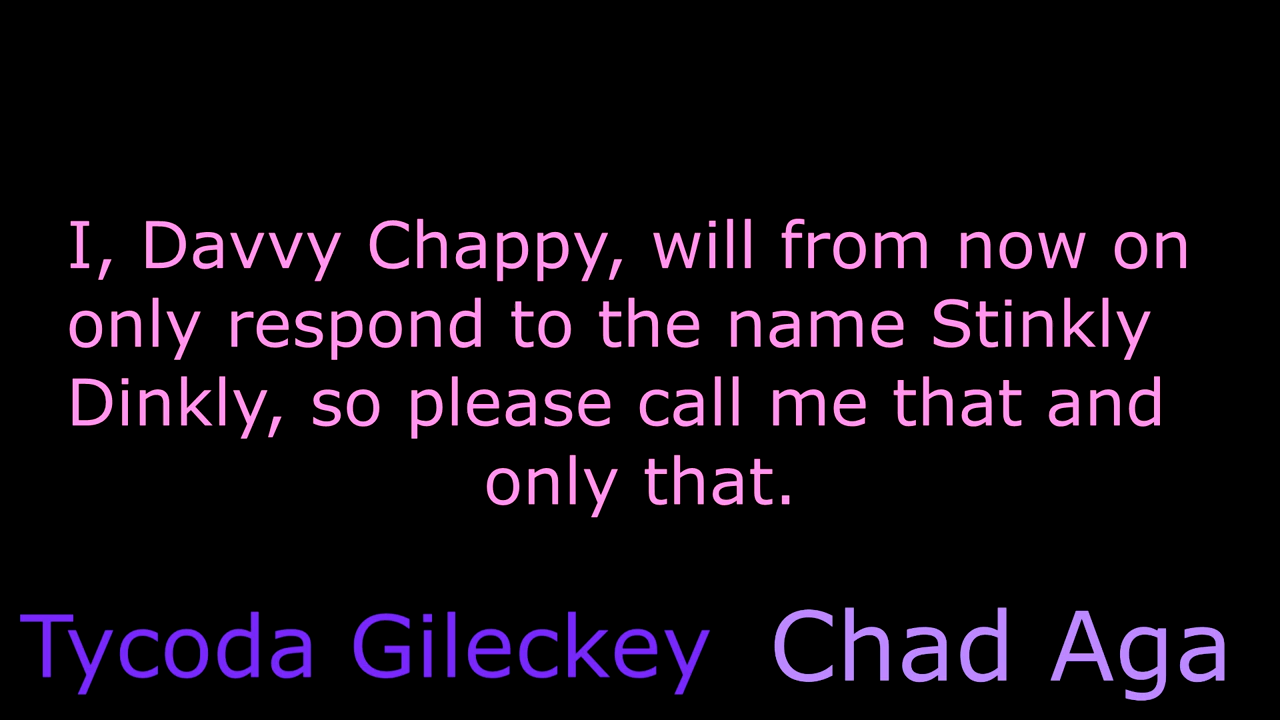 I, Davvy Chappy, will from now on
only respond to the name Stinkly
Dinkly, so please call me that and
only that.
Tycoda Gileckey Chad Aga